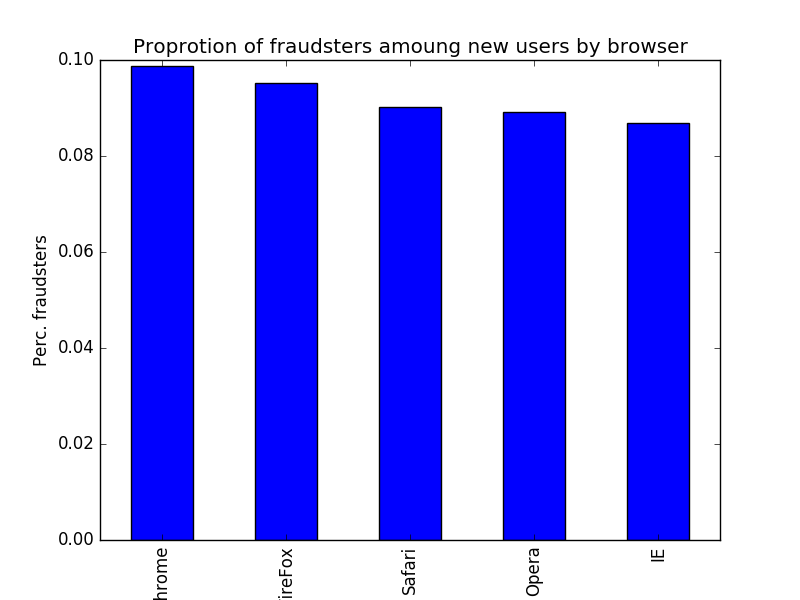 Proprotion of fraudsters amoung new users by browser
0.10
0.08
0.06
0.04
0.02
0.00
Perc. fraudsters
hrome
ireFox
Safari
Opera
IE